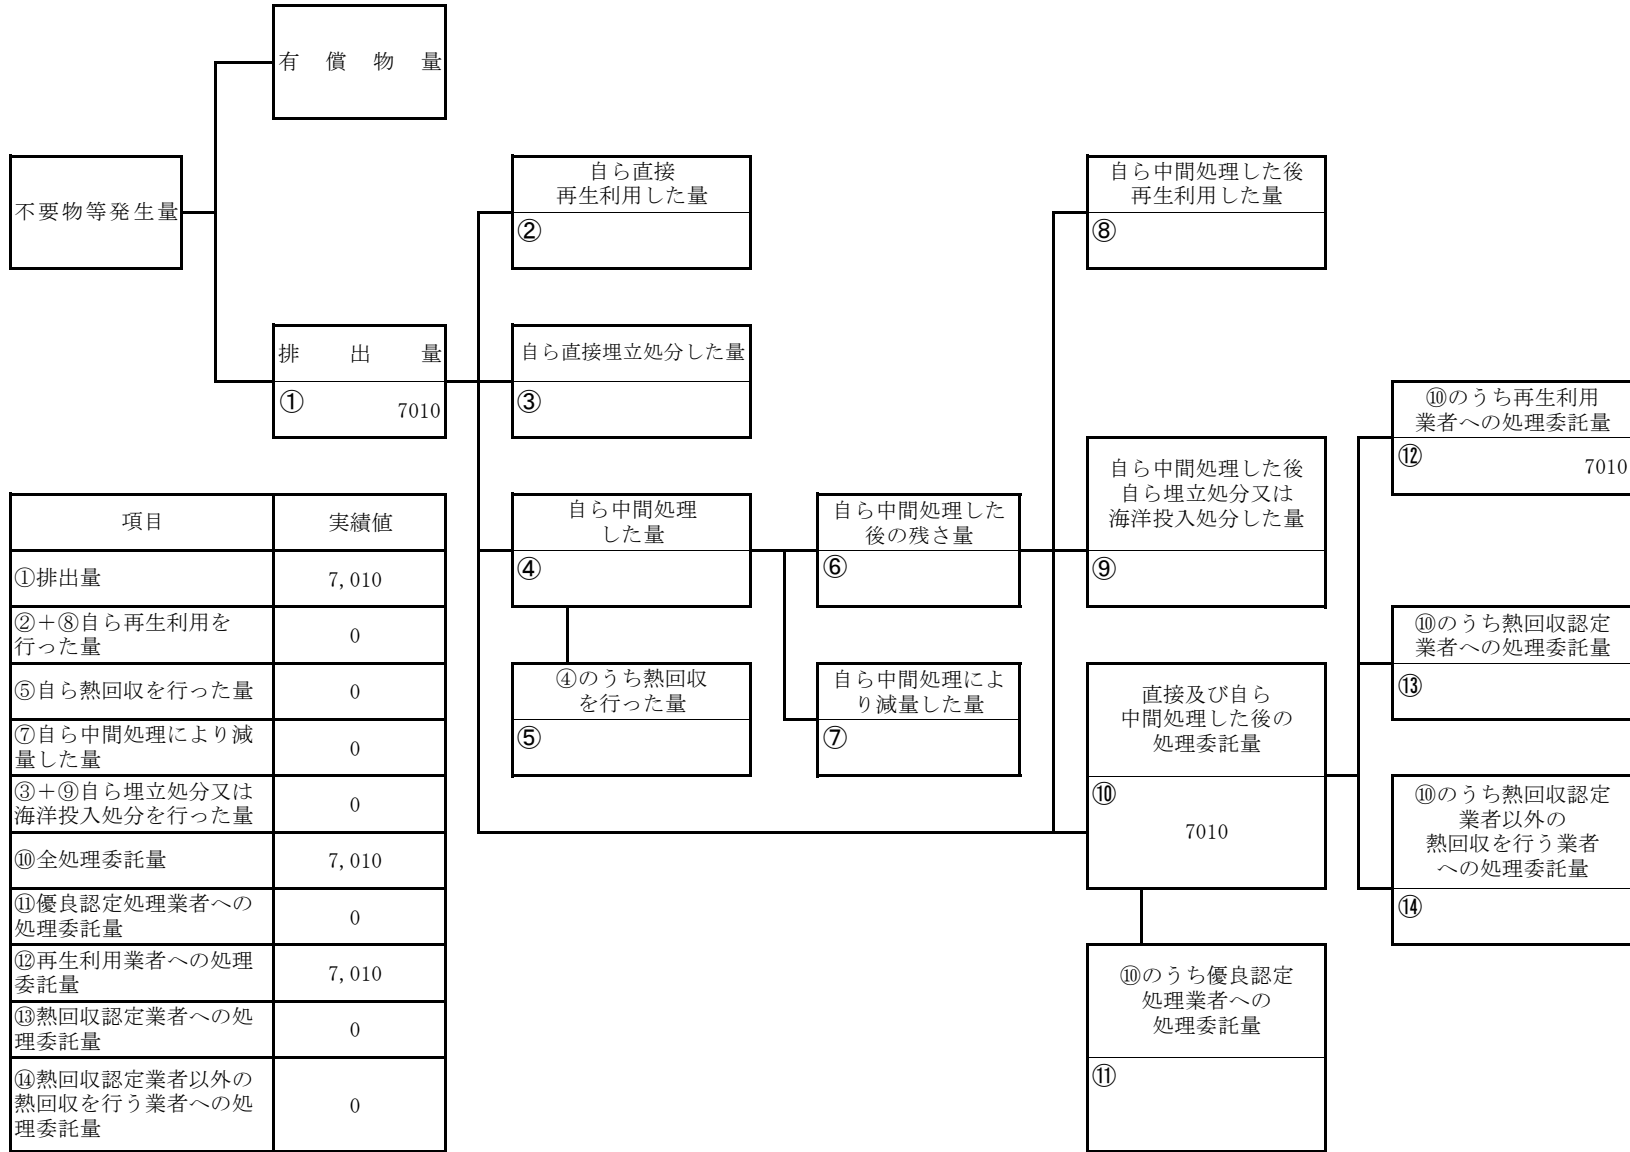 有償物量
不要物等発生量
排出量
①
7010
自ら直接
再生利用した量
②
自ら直接埋立処分した量
③
自ら中間処理
した量
④
④のうち熱回収
を行った量
⑤
自ら中間処理した
後の残さ量
⑥
自ら中間処理によ
り減量した量
⑦
自ら中間処理した後
再生利用した量
⑧
自ら中間処理した後
自ら埋立処分又は
海洋投入処分した量
⑨
直接及び自ら
中間処理した後の
処理委託量
⑩
7010
⑩のうち優良認定
処理業者への
処理委託量
⑪
⑩のうち再生利用
業者への処理委託量
⑫
7010
⑩のうち熱回収認定
業者への処理委託量
⑬
⑩のうち熱回収認定
業者以外の
熱回収を行う業者
への処理委託量
⑭
項目 実績値
①排出量 7,010
②+⑧自ら再生利用を
行った量 0
⑤自ら熱回収を行った量 0
⑦自ら中間処理により減
量した量 0
③+⑨自ら埋立処分又は
海洋投入処分を行った量 0
⑩全処理委託量 7,010
⑪優良認定処理業者への
処理委託量 0
⑫再生利用業者への処理
委託量 7,010
⑬熱回収認定業者への処
理委託量 0
⑭熱回収認定業者以外の
熱回収を行う業者への処
理委託量 0